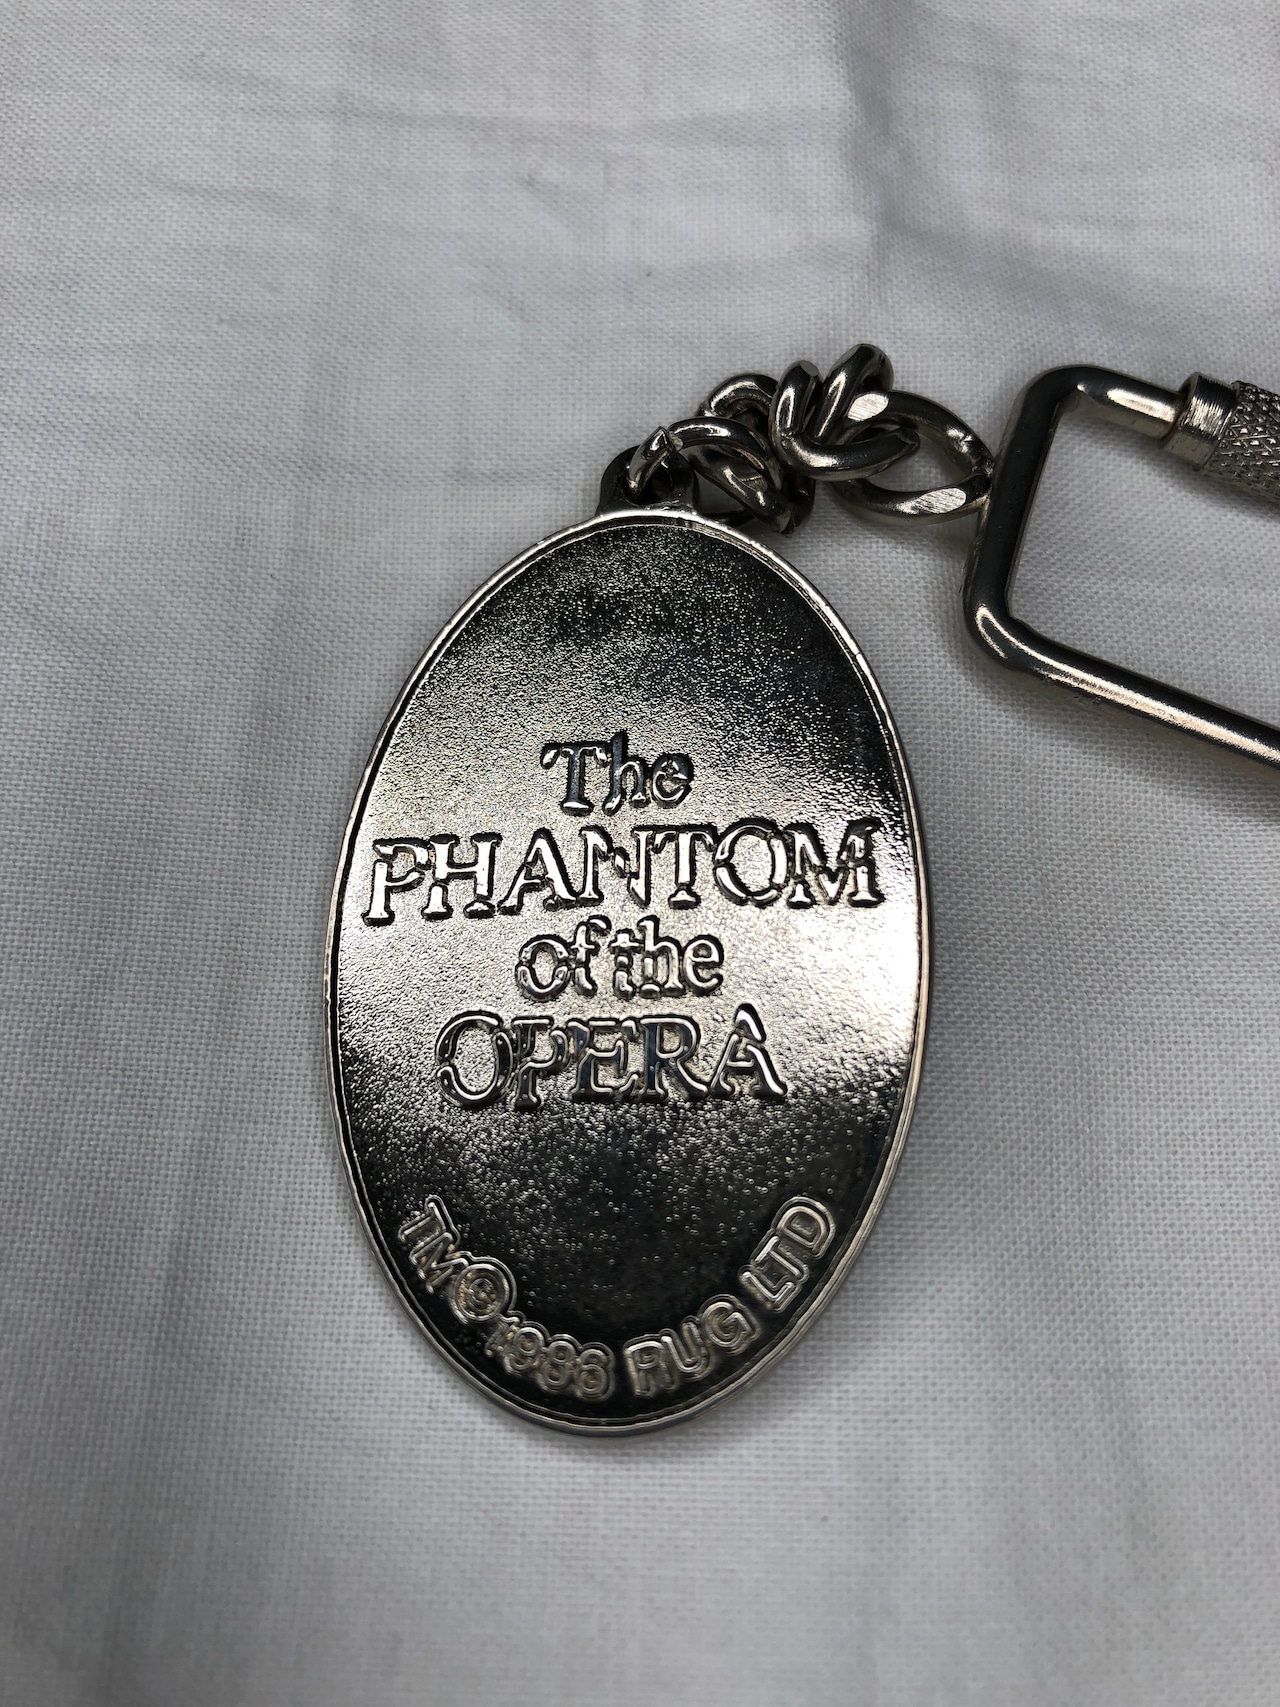 The
PHANTOM
of the
OPERA
TM © 1986 RUG LTD